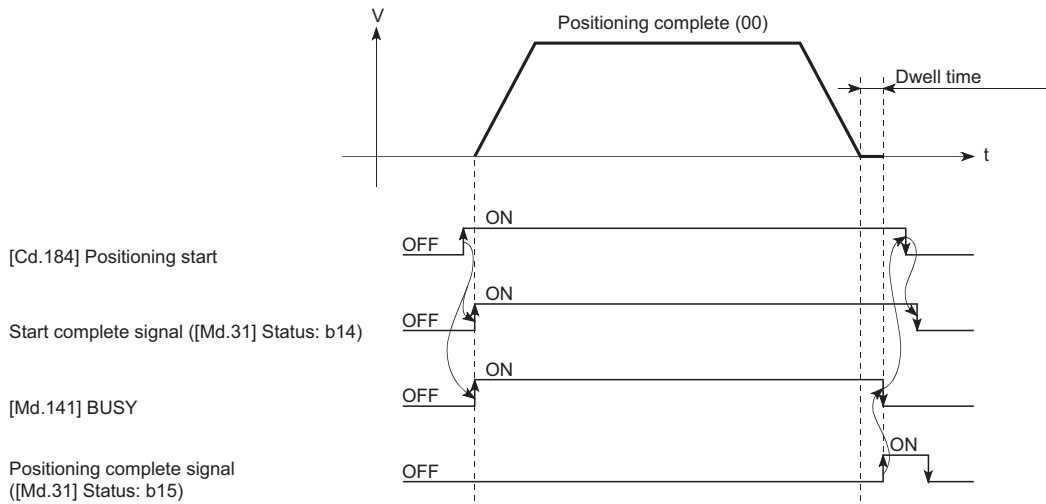 V
Positioning complete (00)
Dwell time
t
ON
OFF
[Cd.184] Positioning start
ON
OFF
Start complete signal ([Md.31] Status: b14)
ON
OFF
[Md.141] BUSY
ON
OFF
Positioning complete signal
([Md.31] Status: b15)